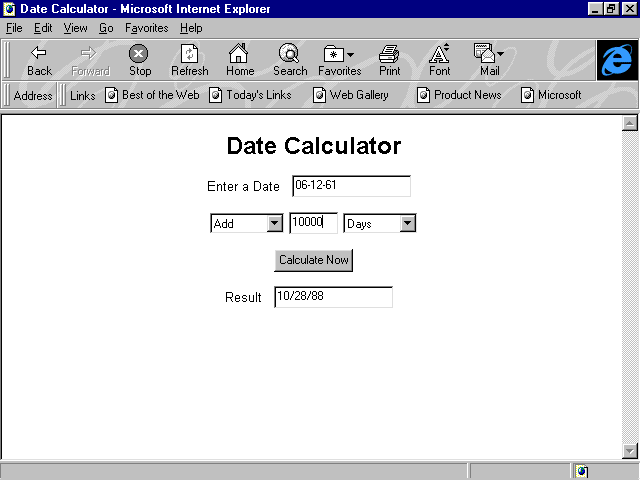 Date Calculator - Microsoft Internet Explorer
File Edit View Go Favorites Help
Back Forward Stop Refresh Home Search Favorites Print Font Mail
Address Links Best of the Web Today's Links Web Gallery Product News Microsoft
Date Calculator
Enter a Date 06-12-61
Add 10000 Days
Calculate Now
Result 10/28/88